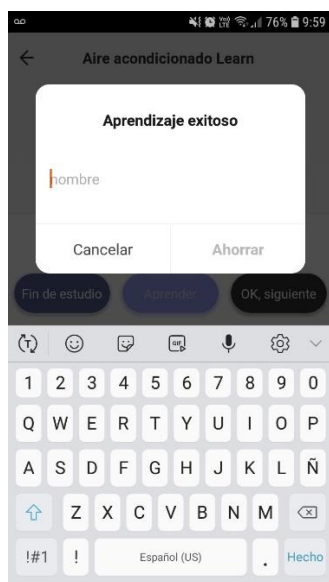 76% 9:59
Aire acondicionado Learn
Aprendizaje exitoso
nombre
Cancelar Ahorrar
Fin de estudio Aprender OK, siguiente
T GIF
1 2 3 4 5 6 7 8 9 0
Q W E R T Y U I O P
A S D F G H J K L Ñ
Z X C V B N M
!#1 ! Español (US) . Hecho